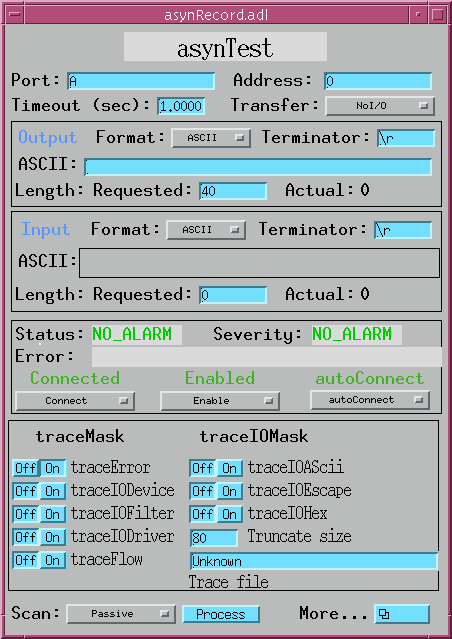 asynRecord.adl
asynTest
Port: A Address: 0
Timeout (sec): 1.0000 Transfer: NoI/O
Output Format: ASCII Terminator: \r
ASCII:
Length: Requested: 40 Actual: 0
Input Format: ASCII Terminator: \r
ASCII:
Length: Requested: 0 Actual: 0
Status: NO_ALARM Severity: NO_ALARM
Error:
Connected Enabled autoConnect
Connect Enable autoConnect
traceMask traceIOMask
Off On traceError Off On traceIOAScii
Off On traceIODevice Off On traceIOEscape
Off On traceIOFilter Off On traceIOHex
Off On traceIODriver 80 Truncate size
Off On traceFlow Unknown
Trace file
Scan: Passive Process More...